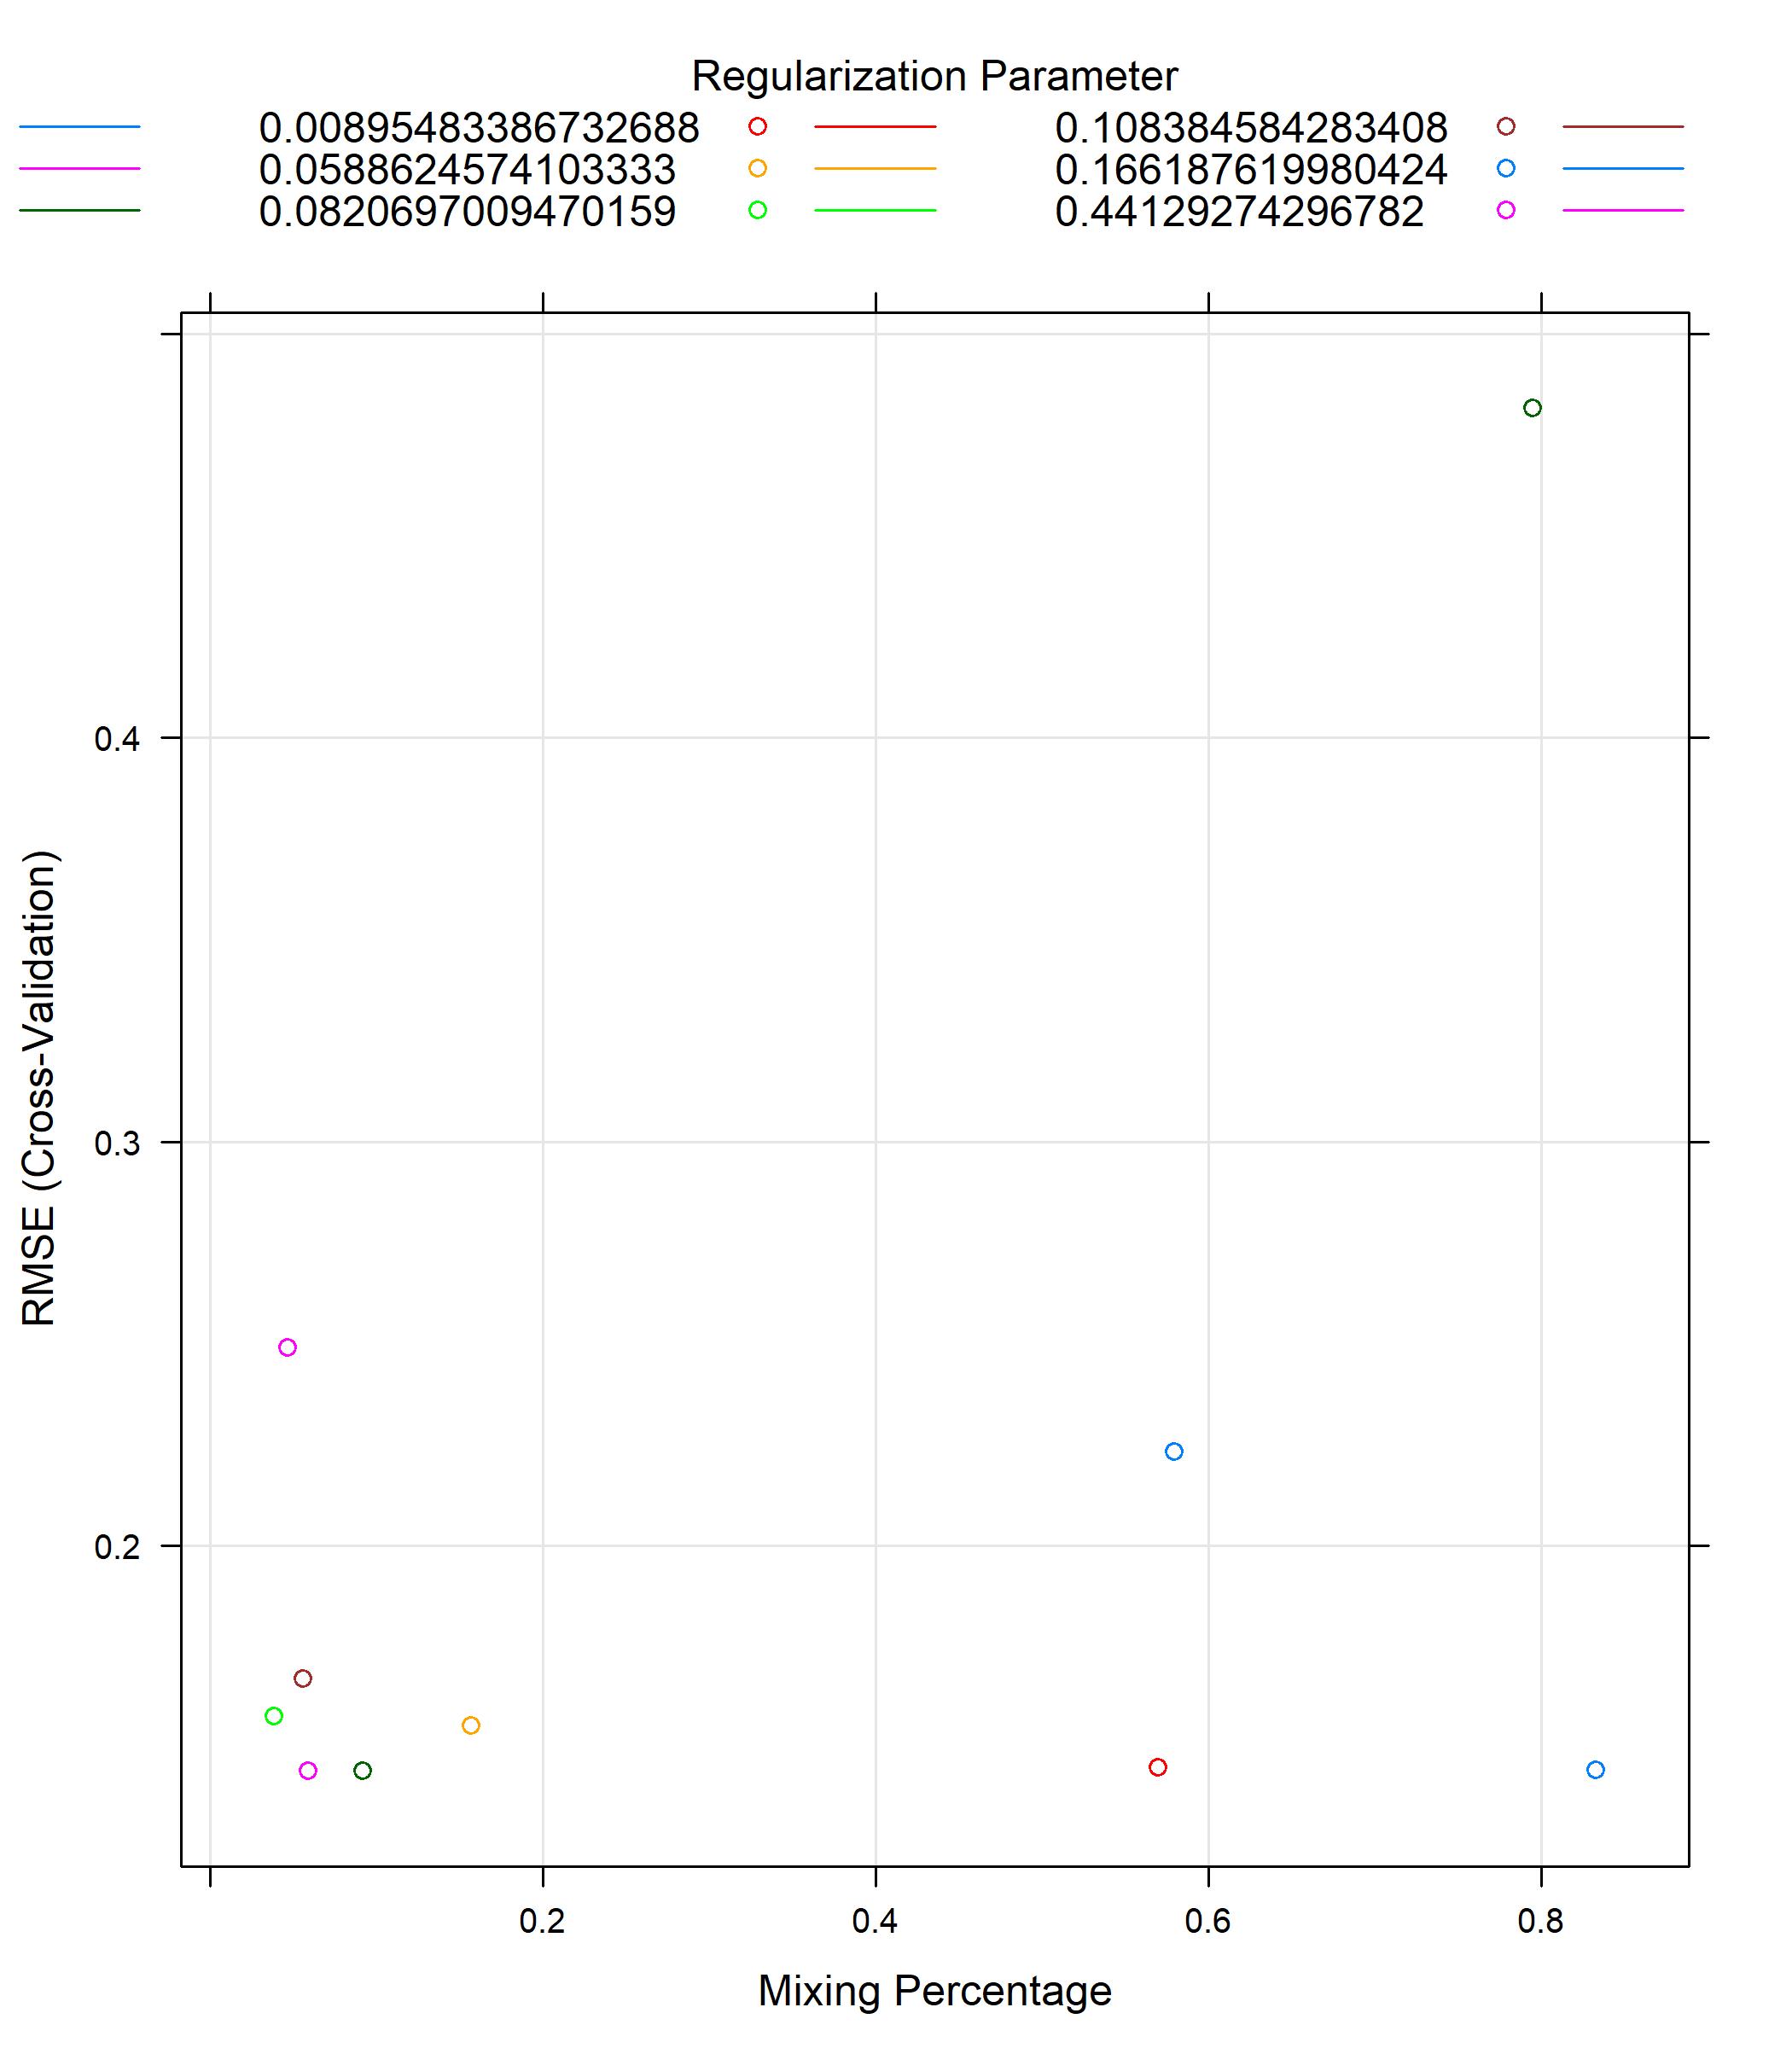 Regularization Parameter
0.00895483386732688 0.108384584283408
0.0588624574103333 0.166187619980424
0.0820697009470159 0.44129274296782
0.4
0.3
0.2
RMSE (Cross-Validation)
0.2 0.4 0.6 0.8
Mixing Percentage